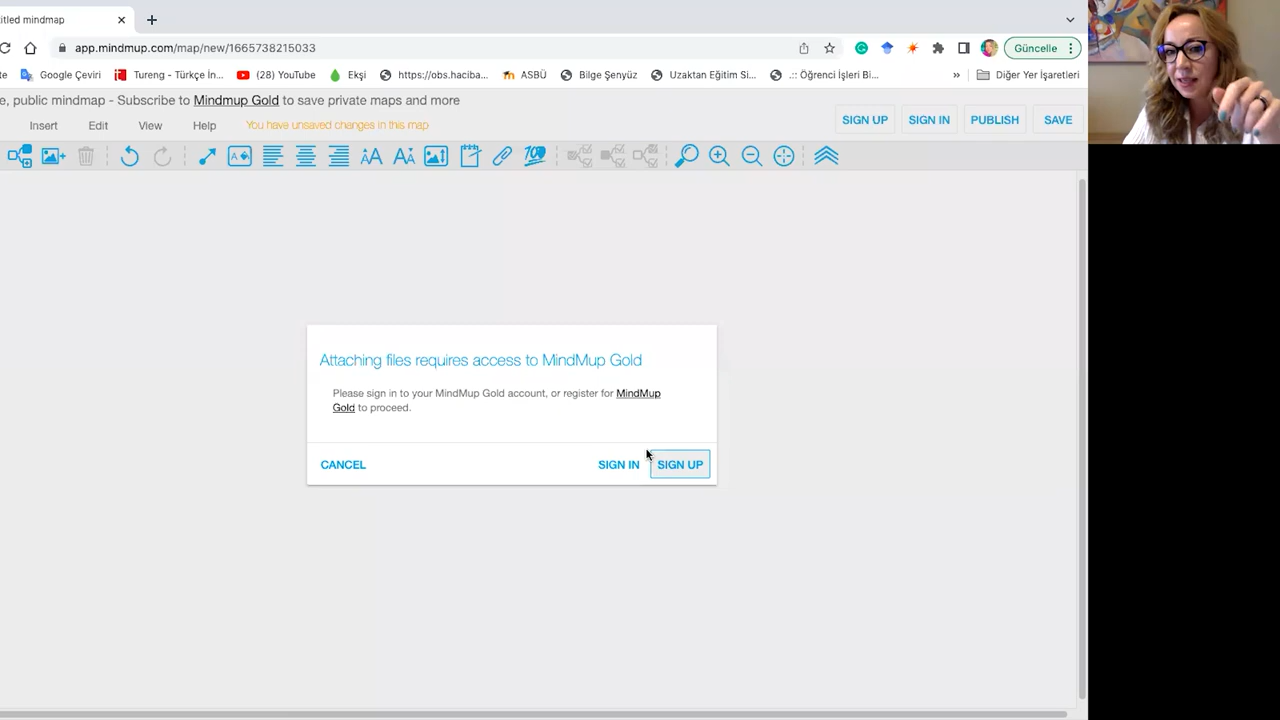 titled mindmap
app.mindmup.com/map/new/1665738215033
Güncelle
te Google Çeviri Tureng - Türkçe İn... (28) YouTube Ekşi https://obs.haciba... ASBÜ Bilge Şenyüz Uzaktan Eğitim Si... .:: Öğrenci İşleri Bi... » Diğer Yer İşaretleri
e, public mindmap - Subscribe to Mindmup Gold to save private maps and more
Insert Edit View Help You have unsaved changes in this map
SIGN UP SIGN IN PUBLISH SAVE
Attaching files requires access to MindMup Gold
Please sign in to your MindMup Gold account, or register for MindMup
Gold to proceed.
CANCEL SIGN IN SIGN UP